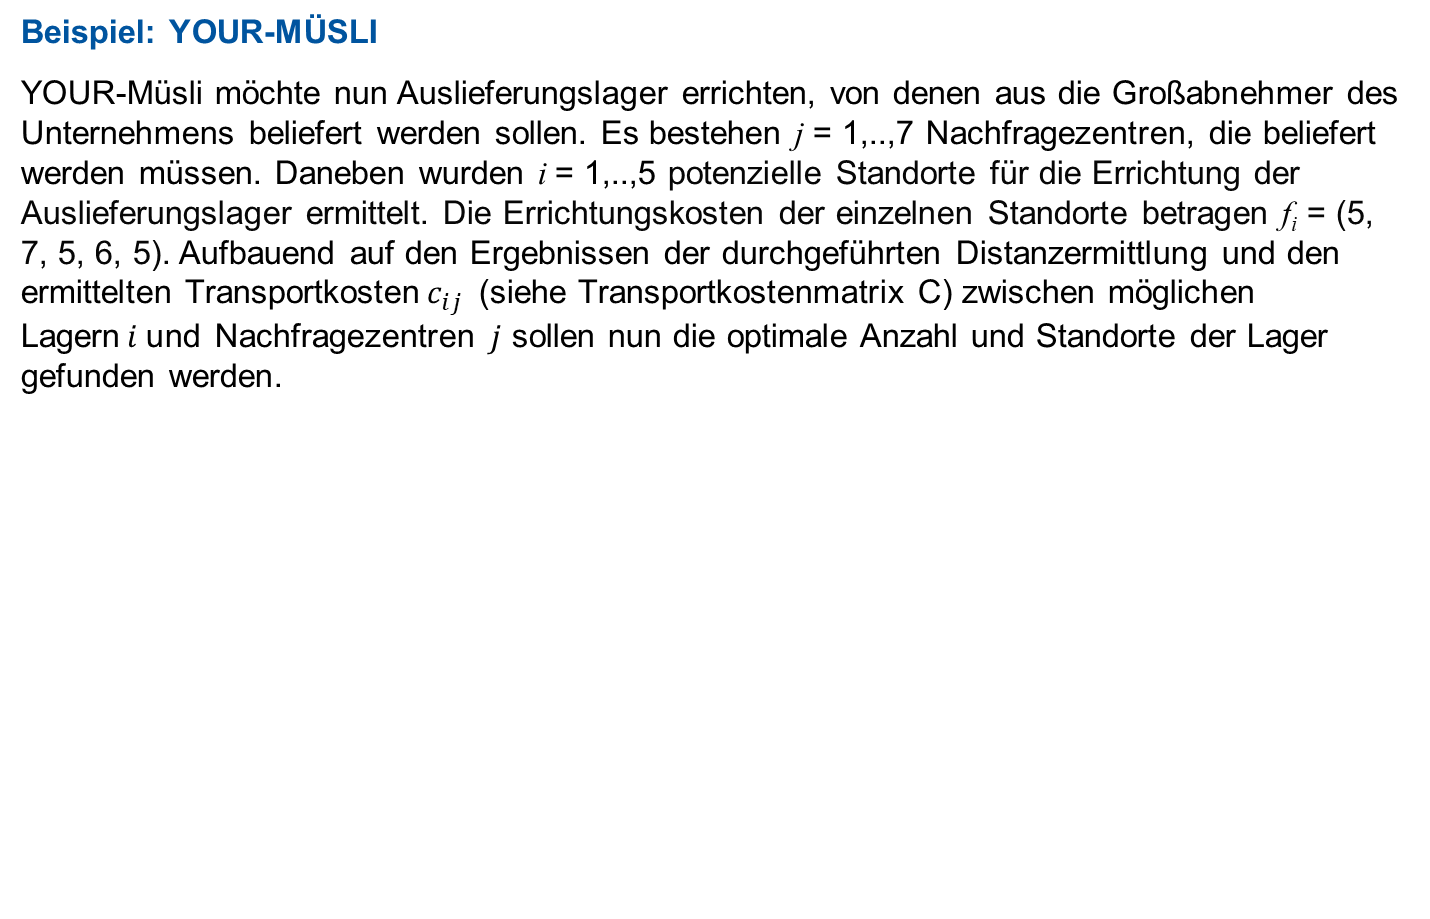 Beispiel: YOUR-MÜSLI
YOUR-Müsli möchte nun Auslieferungslager errichten, von denen aus die Großabnehmer des
Unternehmens beliefert werden sollen. Es bestehen j = 1,..,7 Nachfragezentren, die beliefert
werden müssen. Daneben wurden i = 1,..,5 potenzielle Standorte für die Errichtung der
Auslieferungslager ermittelt. Die Errichtungskosten der einzelnen Standorte betragen fᵢ = (5,
7, 5, 6, 5). Aufbauend auf den Ergebnissen der durchgeführten Distanzermittlung und den
ermittelten Transportkosten cᵢⱼ (siehe Transportkostenmatrix C) zwischen möglichen
Lagern i und Nachfragezentren j sollen nun die optimale Anzahl und Standorte der Lager
gefunden werden.